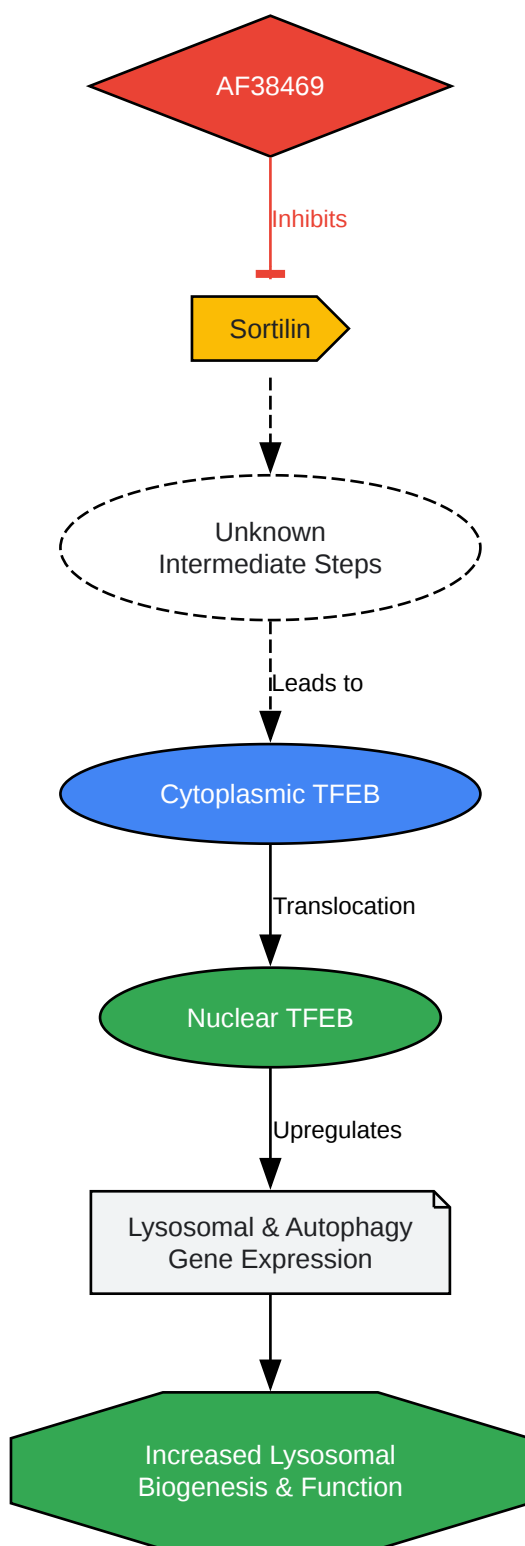 AF38469
Inhibits
Sortilin
Unknown
Intermediate Steps
Leads to
Cytoplasmic TFEB
Translocation
Nuclear TFEB
Upregulates
Lysosomal & Autophagy
Gene Expression
Increased Lysosomal
Biogenesis & Function